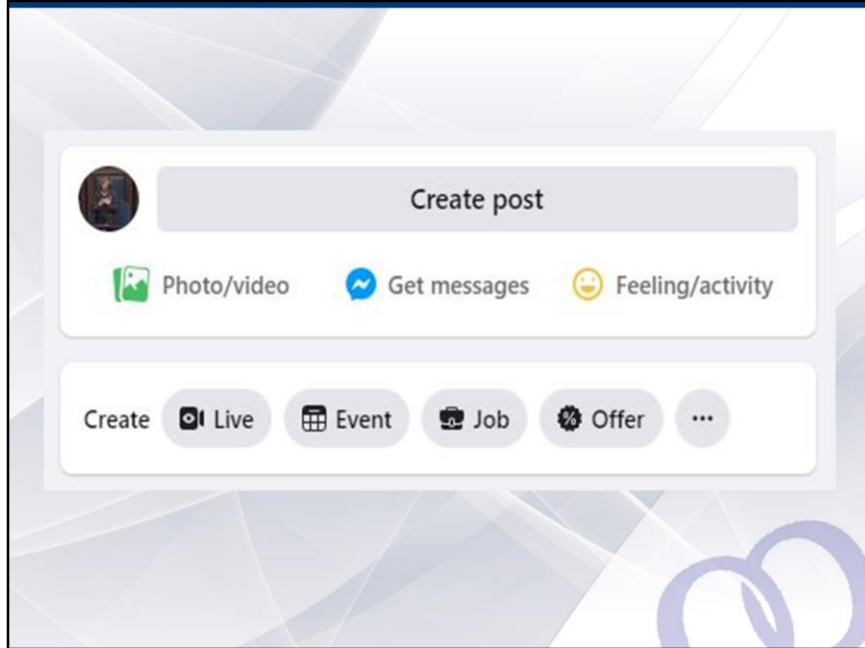 Create post
Photo/video Get messages Feeling/activity
Create Live Event Job Offer ...